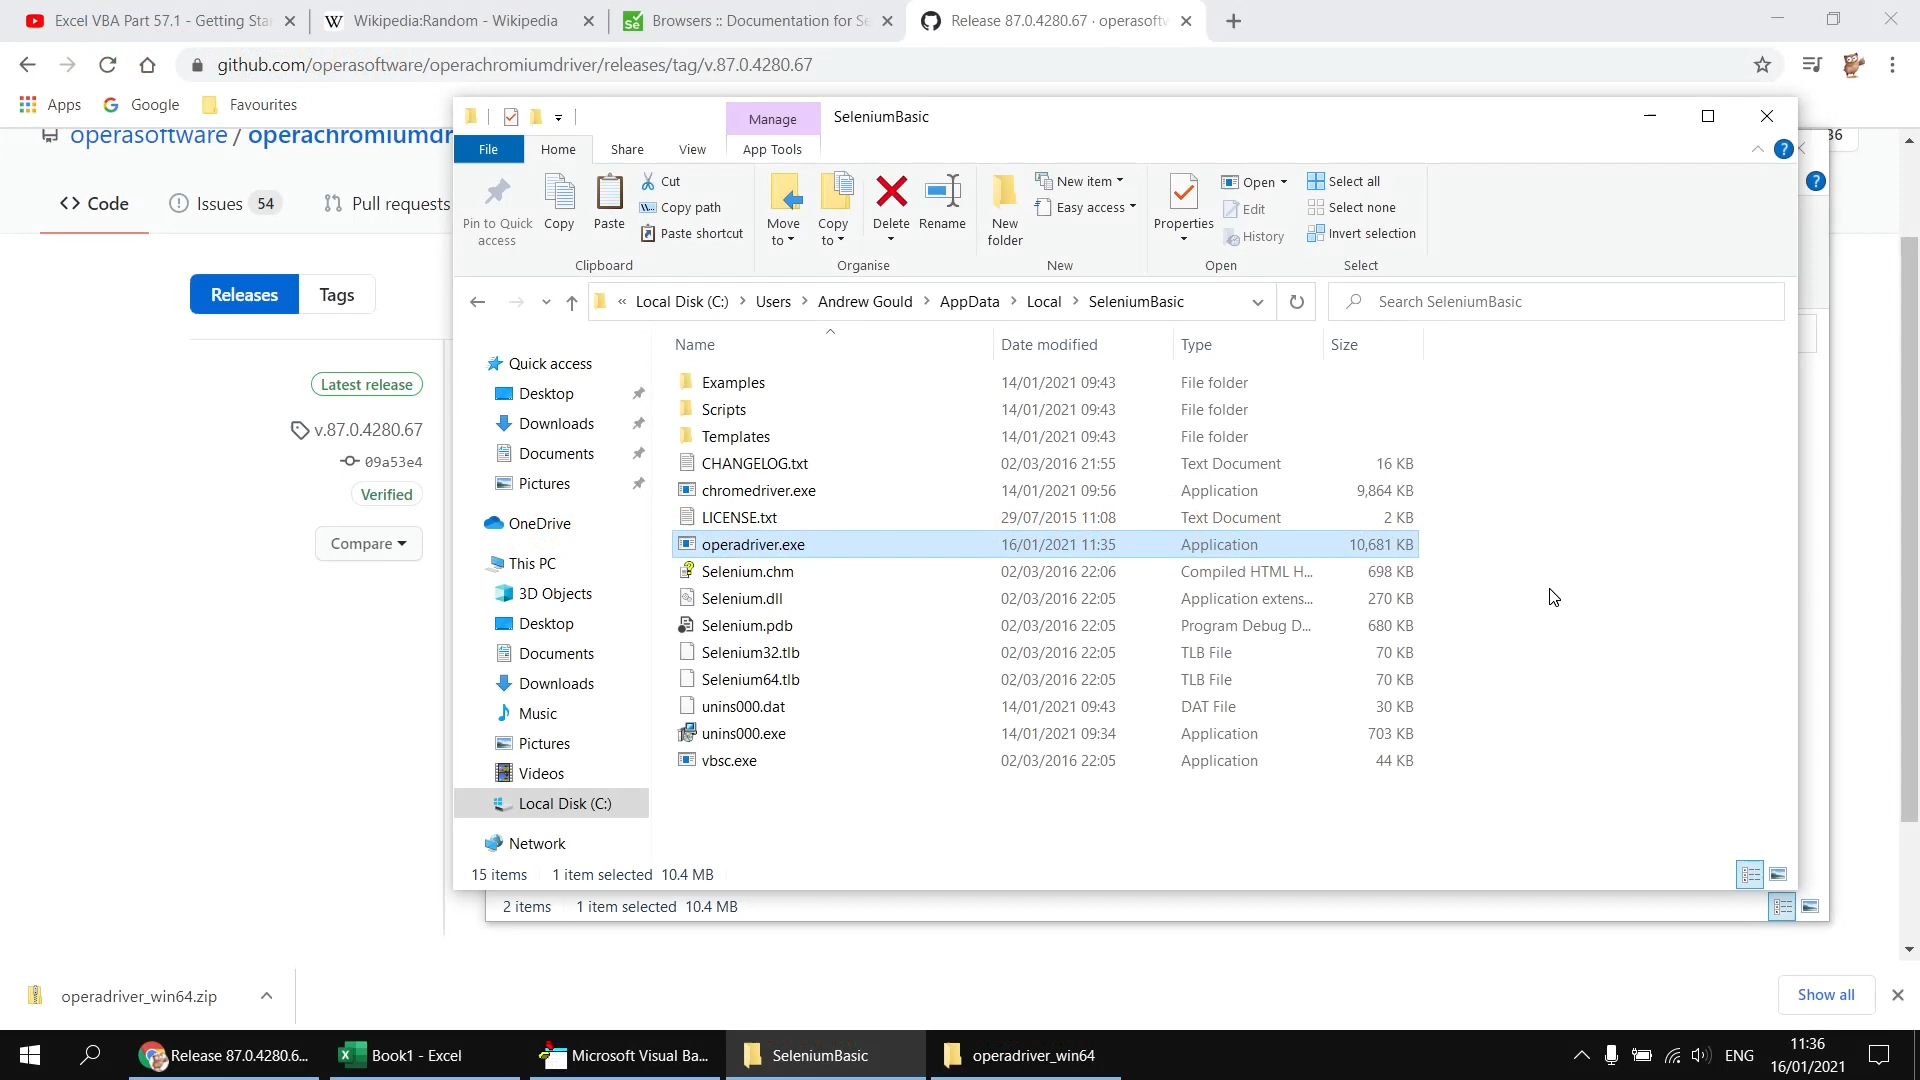 Excel VBA Part 57.1 - Getting Star
Wikipedia:Random - Wikipedia
Browsers :: Documentation for Se
Release 87.0.4280.67 · operasoftw
github.com/operasoftware/operachromiumdriver/releases/tag/v.87.0.4280.67
Apps
Google
Favourites
operasoftware / operachromiumdr
36
Code
Issues 54
Pull requests
Releases
Tags
Latest release
v.87.0.4280.67
09a53e4
Verified
Compare
Manage
SeleniumBasic
File
Home
Share
View
App Tools
Pin to Quick access
Copy
Paste
Cut
Copy path
Paste shortcut
Clipboard
Move to
Copy to
Delete
Rename
Organise
New folder
New item
Easy access
New
Properties
Open
Edit
History
Open
Select all
Select none
Invert selection
Select
« Local Disk (C:) > Users > Andrew Gould > AppData > Local > SeleniumBasic
Search SeleniumBasic
Quick access
Desktop
Downloads
Documents
Pictures
OneDrive
This PC
3D Objects
Desktop
Documents
Downloads
Music
Pictures
Videos
Local Disk (C:)
Network
Name Date modified Type Size
Examples 14/01/2021 09:43 File folder
Scripts 14/01/2021 09:43 File folder
Templates 14/01/2021 09:43 File folder
CHANGELOG.txt 02/03/2016 21:55 Text Document 16 KB
chromedriver.exe 14/01/2021 09:56 Application 9,864 KB
LICENSE.txt 29/07/2015 11:08 Text Document 2 KB
operadriver.exe 16/01/2021 11:35 Application 10,681 KB
Selenium.chm 02/03/2016 22:06 Compiled HTML H... 698 KB
Selenium.dll 02/03/2016 22:05 Application extens... 270 KB
Selenium.pdb 02/03/2016 22:05 Program Debug D... 680 KB
Selenium32.tlb 02/03/2016 22:05 TLB File 70 KB
Selenium64.tlb 02/03/2016 22:05 TLB File 70 KB
unins000.dat 14/01/2021 09:43 DAT File 30 KB
unins000.exe 14/01/2021 09:34 Application 703 KB
vbsc.exe 02/03/2016 22:05 Application 44 KB
15 items 1 item selected 10.4 MB
2 items 1 item selected 10.4 MB
operadriver_win64.zip
Show all
Release 87.0.4280.6...
Book1 - Excel
Microsoft Visual Ba...
SeleniumBasic
operadriver_win64
ENG
11:36
16/01/2021